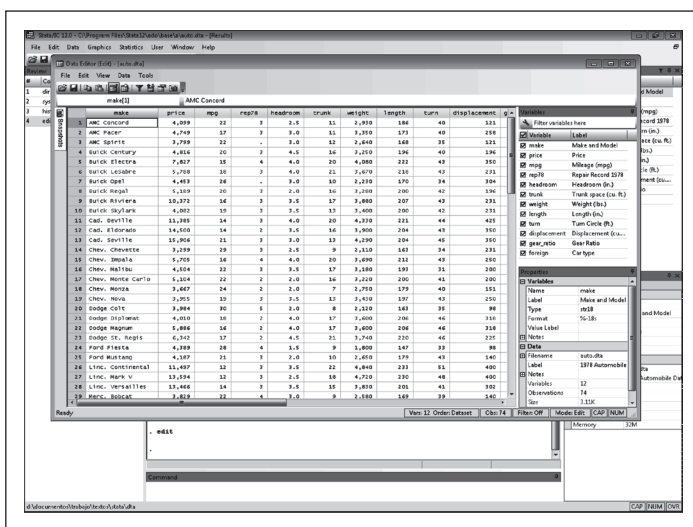 Stata/IC 12.0 - C:\Program Files\Stata12\ado\base\a\auto.dta - [Results]
File Edit Data Graphics Statistics User Window Help
Data Editor (Edit) - [auto.dta]
File Edit View Data Tools
make[1] AMC Concord
Snapshots
make price mpg rep78 headroom trunk weight length turn displacement
1 AMC Concord 4,099 22 3 2.5 11 2,930 186 40 121
2 AMC Pacer 4,749 17 3 3.0 11 3,350 173 40 258
3 AMC Spirit 3,799 22 . 3.0 12 2,640 168 35 121
4 Buick Century 4,816 20 3 4.5 16 3,250 196 40 196
5 Buick Electra 7,827 15 4 4.0 20 4,080 222 43 350
6 Buick LeSabre 5,788 18 3 4.0 21 3,670 218 43 231
7 Buick Opel 4,453 26 . 3.0 10 2,230 170 34 304
8 Buick Regal 5,189 20 3 2.0 16 3,280 200 42 196
9 Buick Riviera 10,372 16 3 3.5 17 3,880 207 43 231
10 Buick Skylark 4,082 19 3 3.5 13 3,400 200 42 231
11 Cad. Deville 11,385 14 3 4.0 20 4,330 221 44 425
12 Cad. Eldorado 14,500 14 2 3.5 16 3,900 204 43 350
13 Cad. Seville 15,906 21 3 3.0 13 4,290 204 45 350
14 Chev. Chevette 3,299 29 3 2.5 9 2,110 163 34 231
15 Chev. Impala 5,705 16 4 4.0 20 3,690 212 43 250
16 Chev. Malibu 4,504 22 3 3.5 17 3,180 193 31 200
17 Chev. Monte Carlo 5,104 22 2 2.0 16 3,220 200 41 200
18 Chev. Monza 3,667 24 2 2.0 7 2,750 179 40 151
19 Chev. Nova 3,955 19 3 3.5 13 3,430 197 43 250
20 Dodge Colt 3,984 30 5 2.0 8 2,120 163 35 98
21 Dodge Diplomat 4,010 18 2 4.0 17 3,600 206 46 318
22 Dodge Magnum 5,886 16 2 4.0 17 3,600 206 46 318
23 Dodge St. Regis 6,342 17 2 4.5 21 3,740 220 46 225
24 Ford Fiesta 4,389 28 4 1.5 9 1,800 147 33 98
25 Ford Mustang 4,187 21 3 2.0 10 2,650 179 43 140
26 Linc. Continental 11,497 12 3 3.5 22 4,840 233 51 400
27 Linc. Mark V 13,594 12 3 2.5 18 4,720 230 48 400
28 Linc. Versailles 13,466 14 3 3.5 15 3,830 201 41 302
29 Merc. Bobcat 3,829 22 4 3.0 9 2,580 169 39 140
Variables
Filter variables here
Variable Label
make Make and Model
price Price
mpg Mileage (mpg)
rep78 Repair Record 1978
headroom Headroom (in.)
trunk Trunk space (cu. ft.)
weight Weight (lbs.)
length Length (in.)
turn Turn Circle (ft.)
displacement Displacement (cu....
gear_ratio Gear Ratio
foreign Car type
Properties
Variables
Name make
Label Make and Model
Type str18
Format %-18s
Value Label
Notes
Data
Filename auto.dta
Label 1978 Automobile
Notes
Variables 12
Observations 74
Size 3.11K
Ready Vars: 12 Order: Dataset Obs: 74 Filter: Off Mode: Edit CAP NUM
Memory 32M
. edit
.
Command
d:\documentos\trabajo\textos\stata\dta CAP NUM OVR